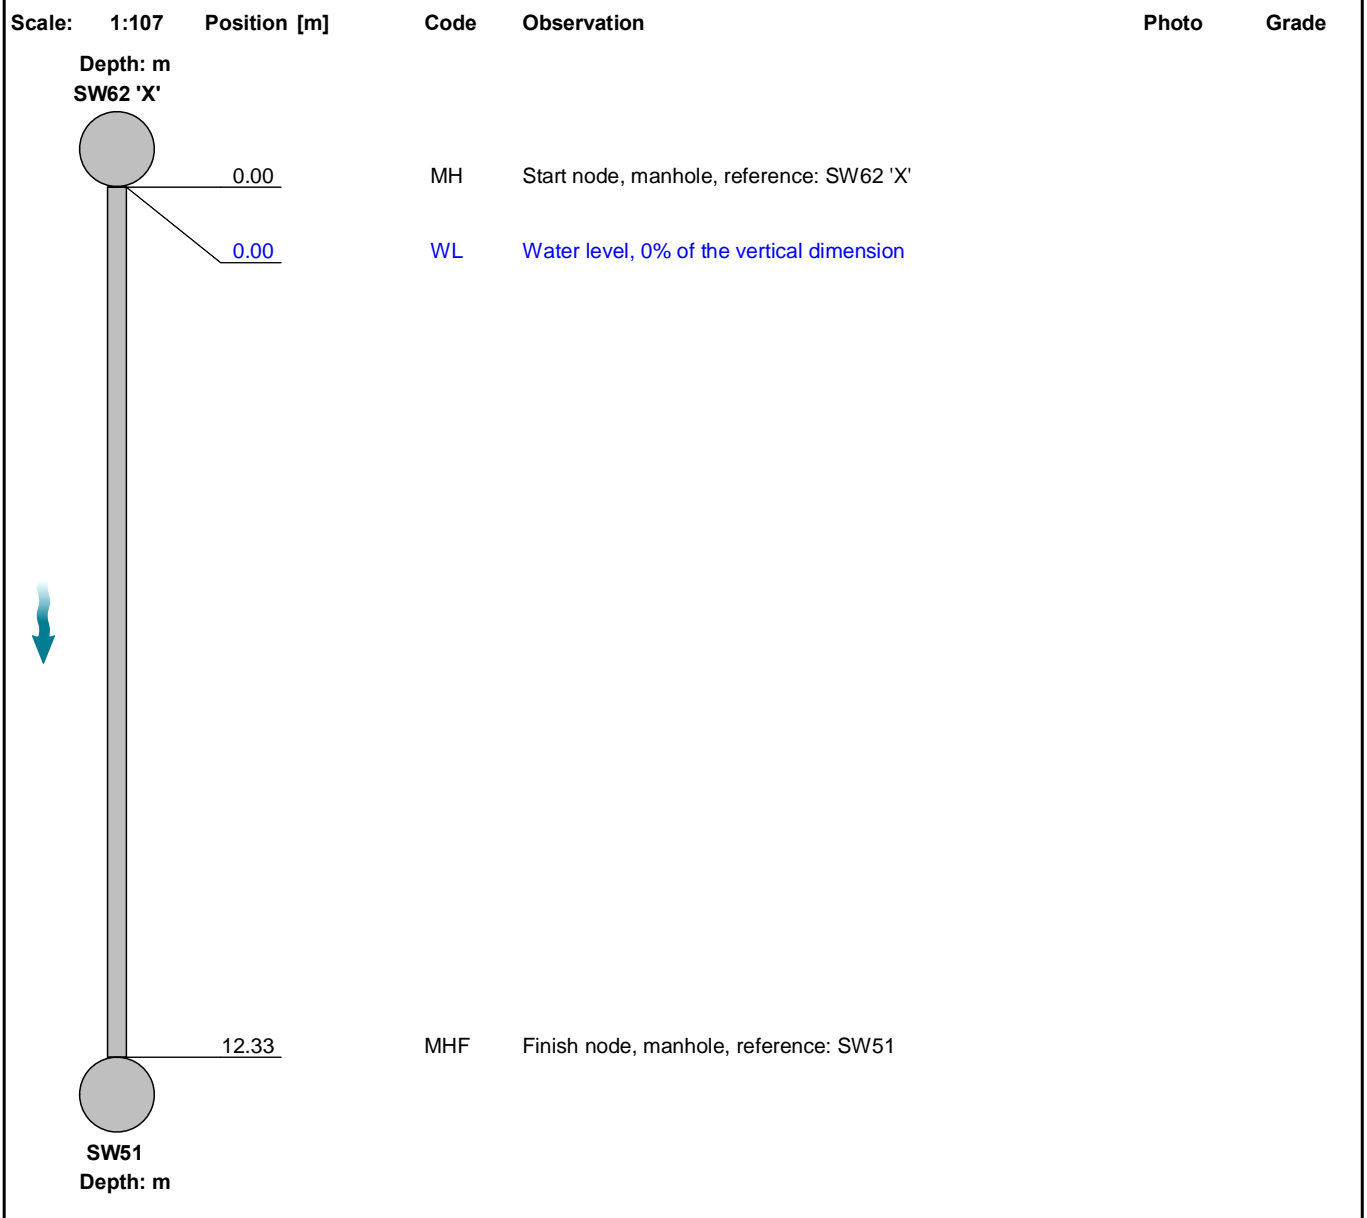 Scale: 1:107 Position [m] Code Observation Photo Grade
Depth: m
SW62 'X'
0.00 MH Start node, manhole, reference: SW62 'X'
0.00 WL Water level, 0% of the vertical dimension
12.33 MHF Finish node, manhole, reference: SW51
SW51
Depth: m